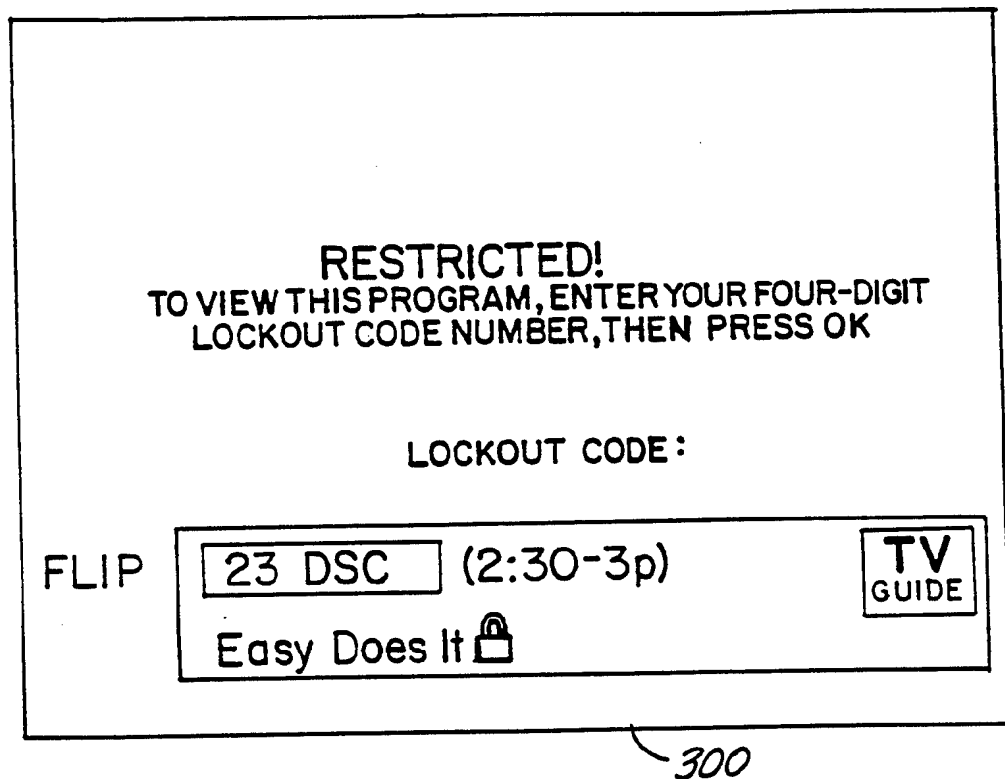 RESTRICTED!
TO VIEW THIS PROGRAM, ENTER YOUR FOUR-DIGIT
LOCKOUT CODE NUMBER, THEN PRESS OK
LOCKOUT CODE:
FLIP 23 DSC (2:30-3p) TV GUIDE
Easy Does It
300